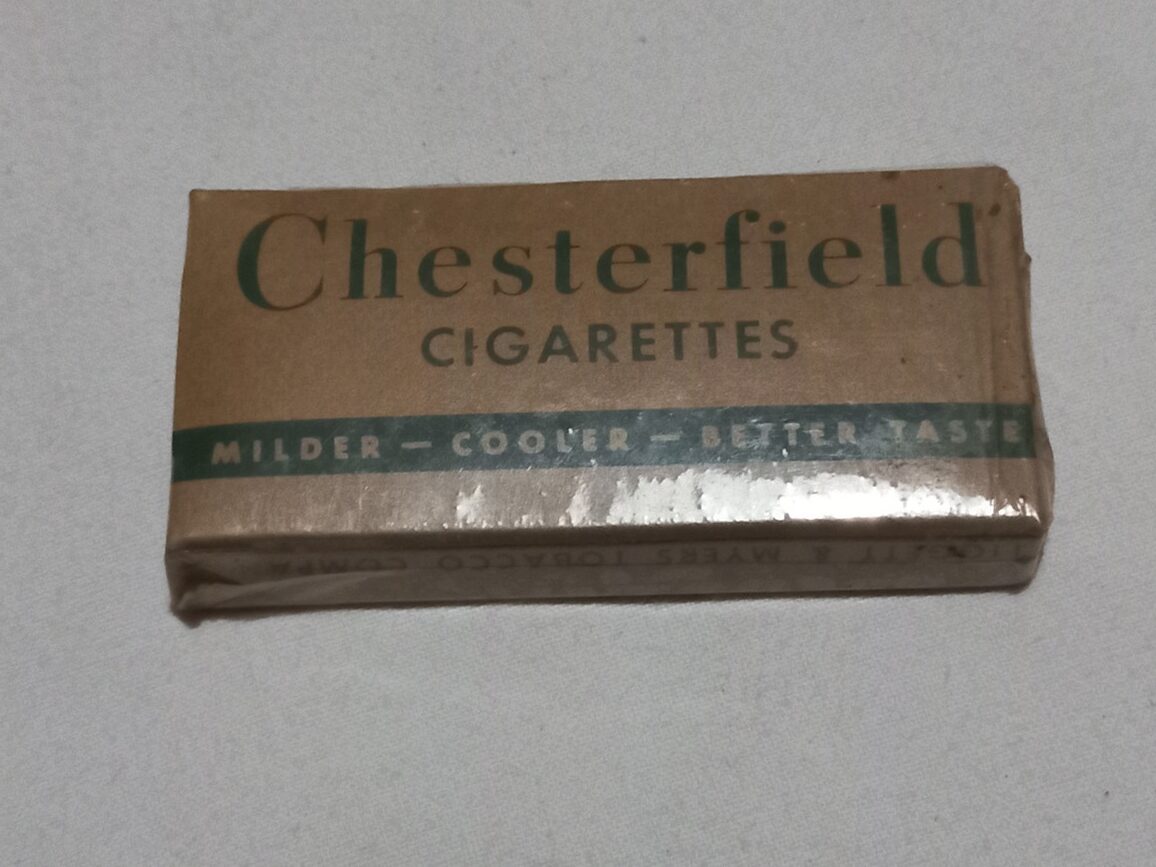 Chesterfield
CIGARETTES
MILDER — COOLER — BETTER TASTE
& MYERS TOBACCO